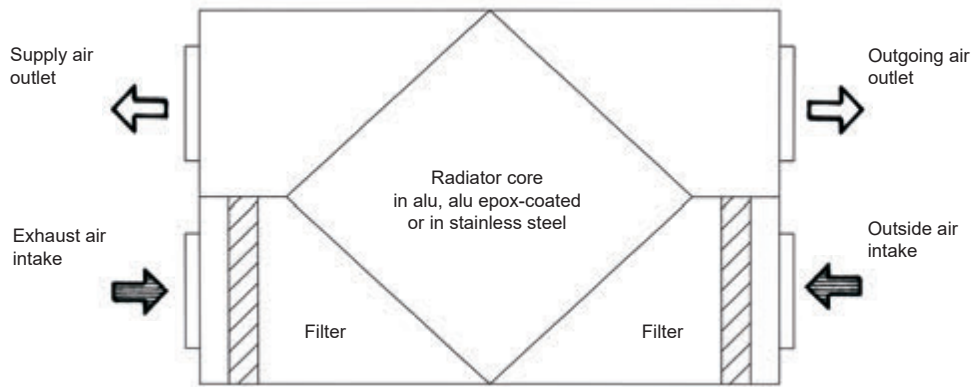 Supply air
outlet
Outgoing air
outlet
Radiator core
in alu, alu epox-coated
or in stainless steel
Exhaust air
intake
Outside air
intake
Filter
Filter